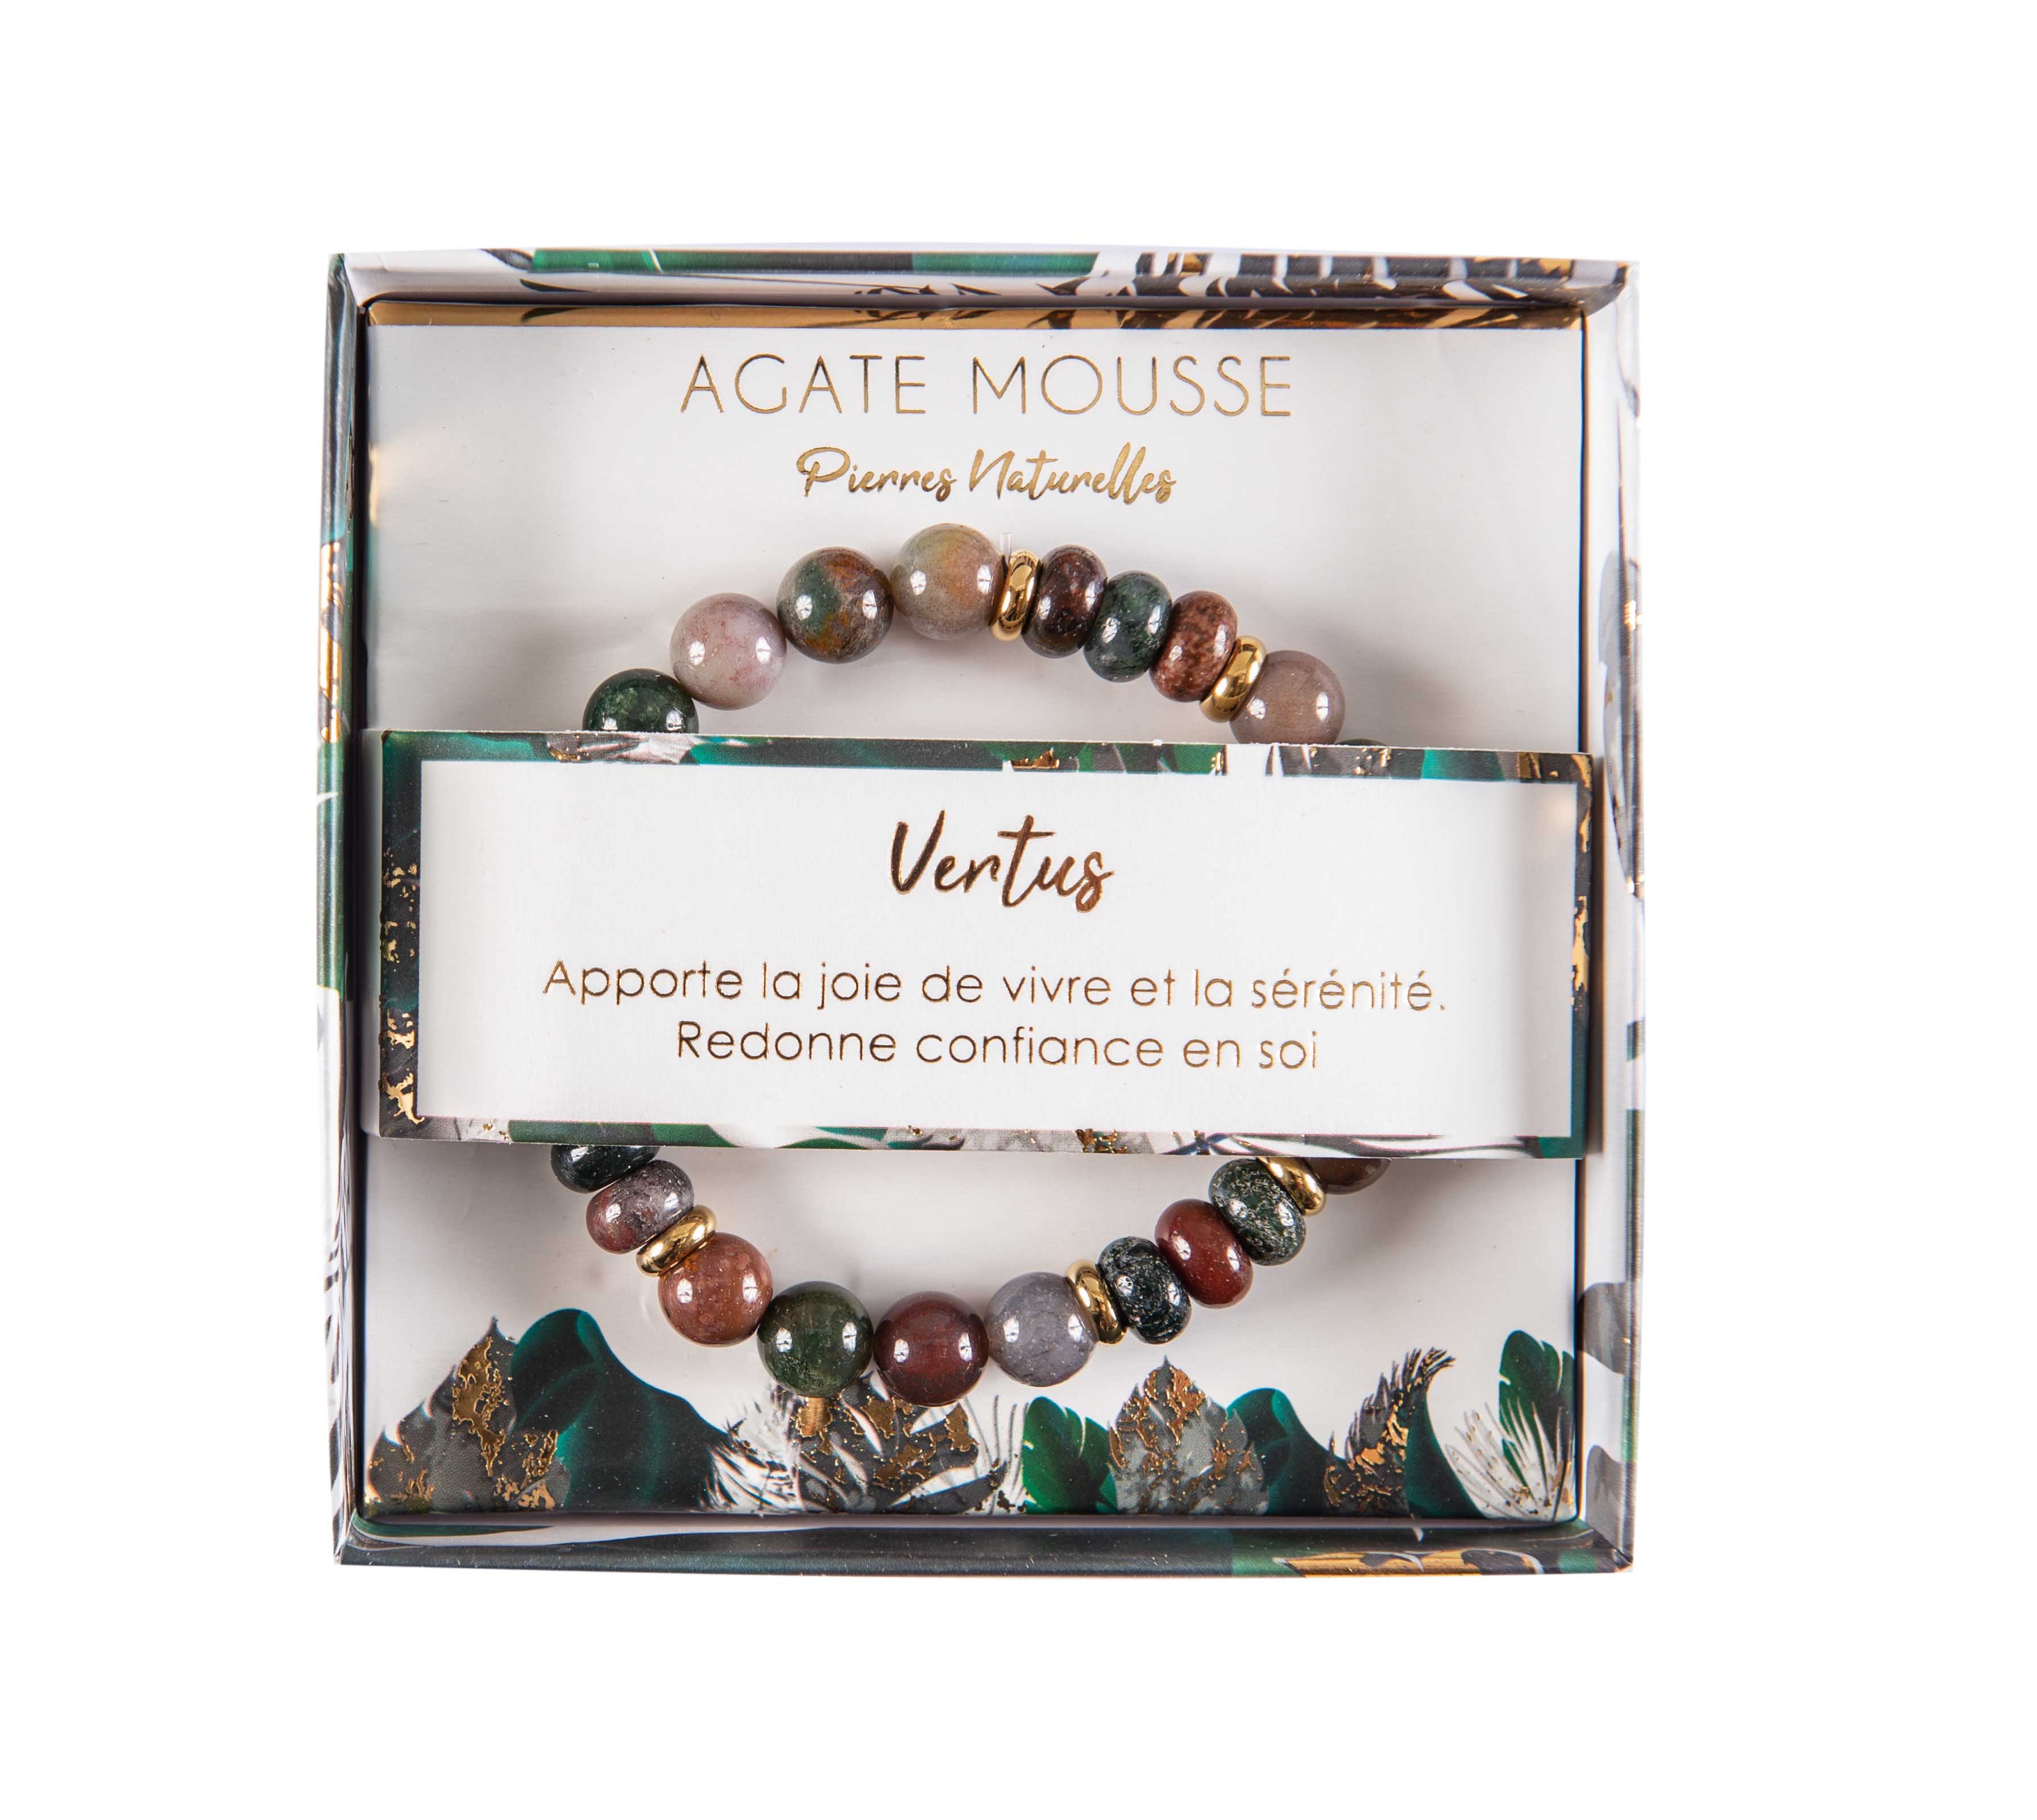 AGATE MOUSSE
Pierres Naturelles
Vertus
Apporte la joie de vivre et la sérénité.
Redonne confiance en soi